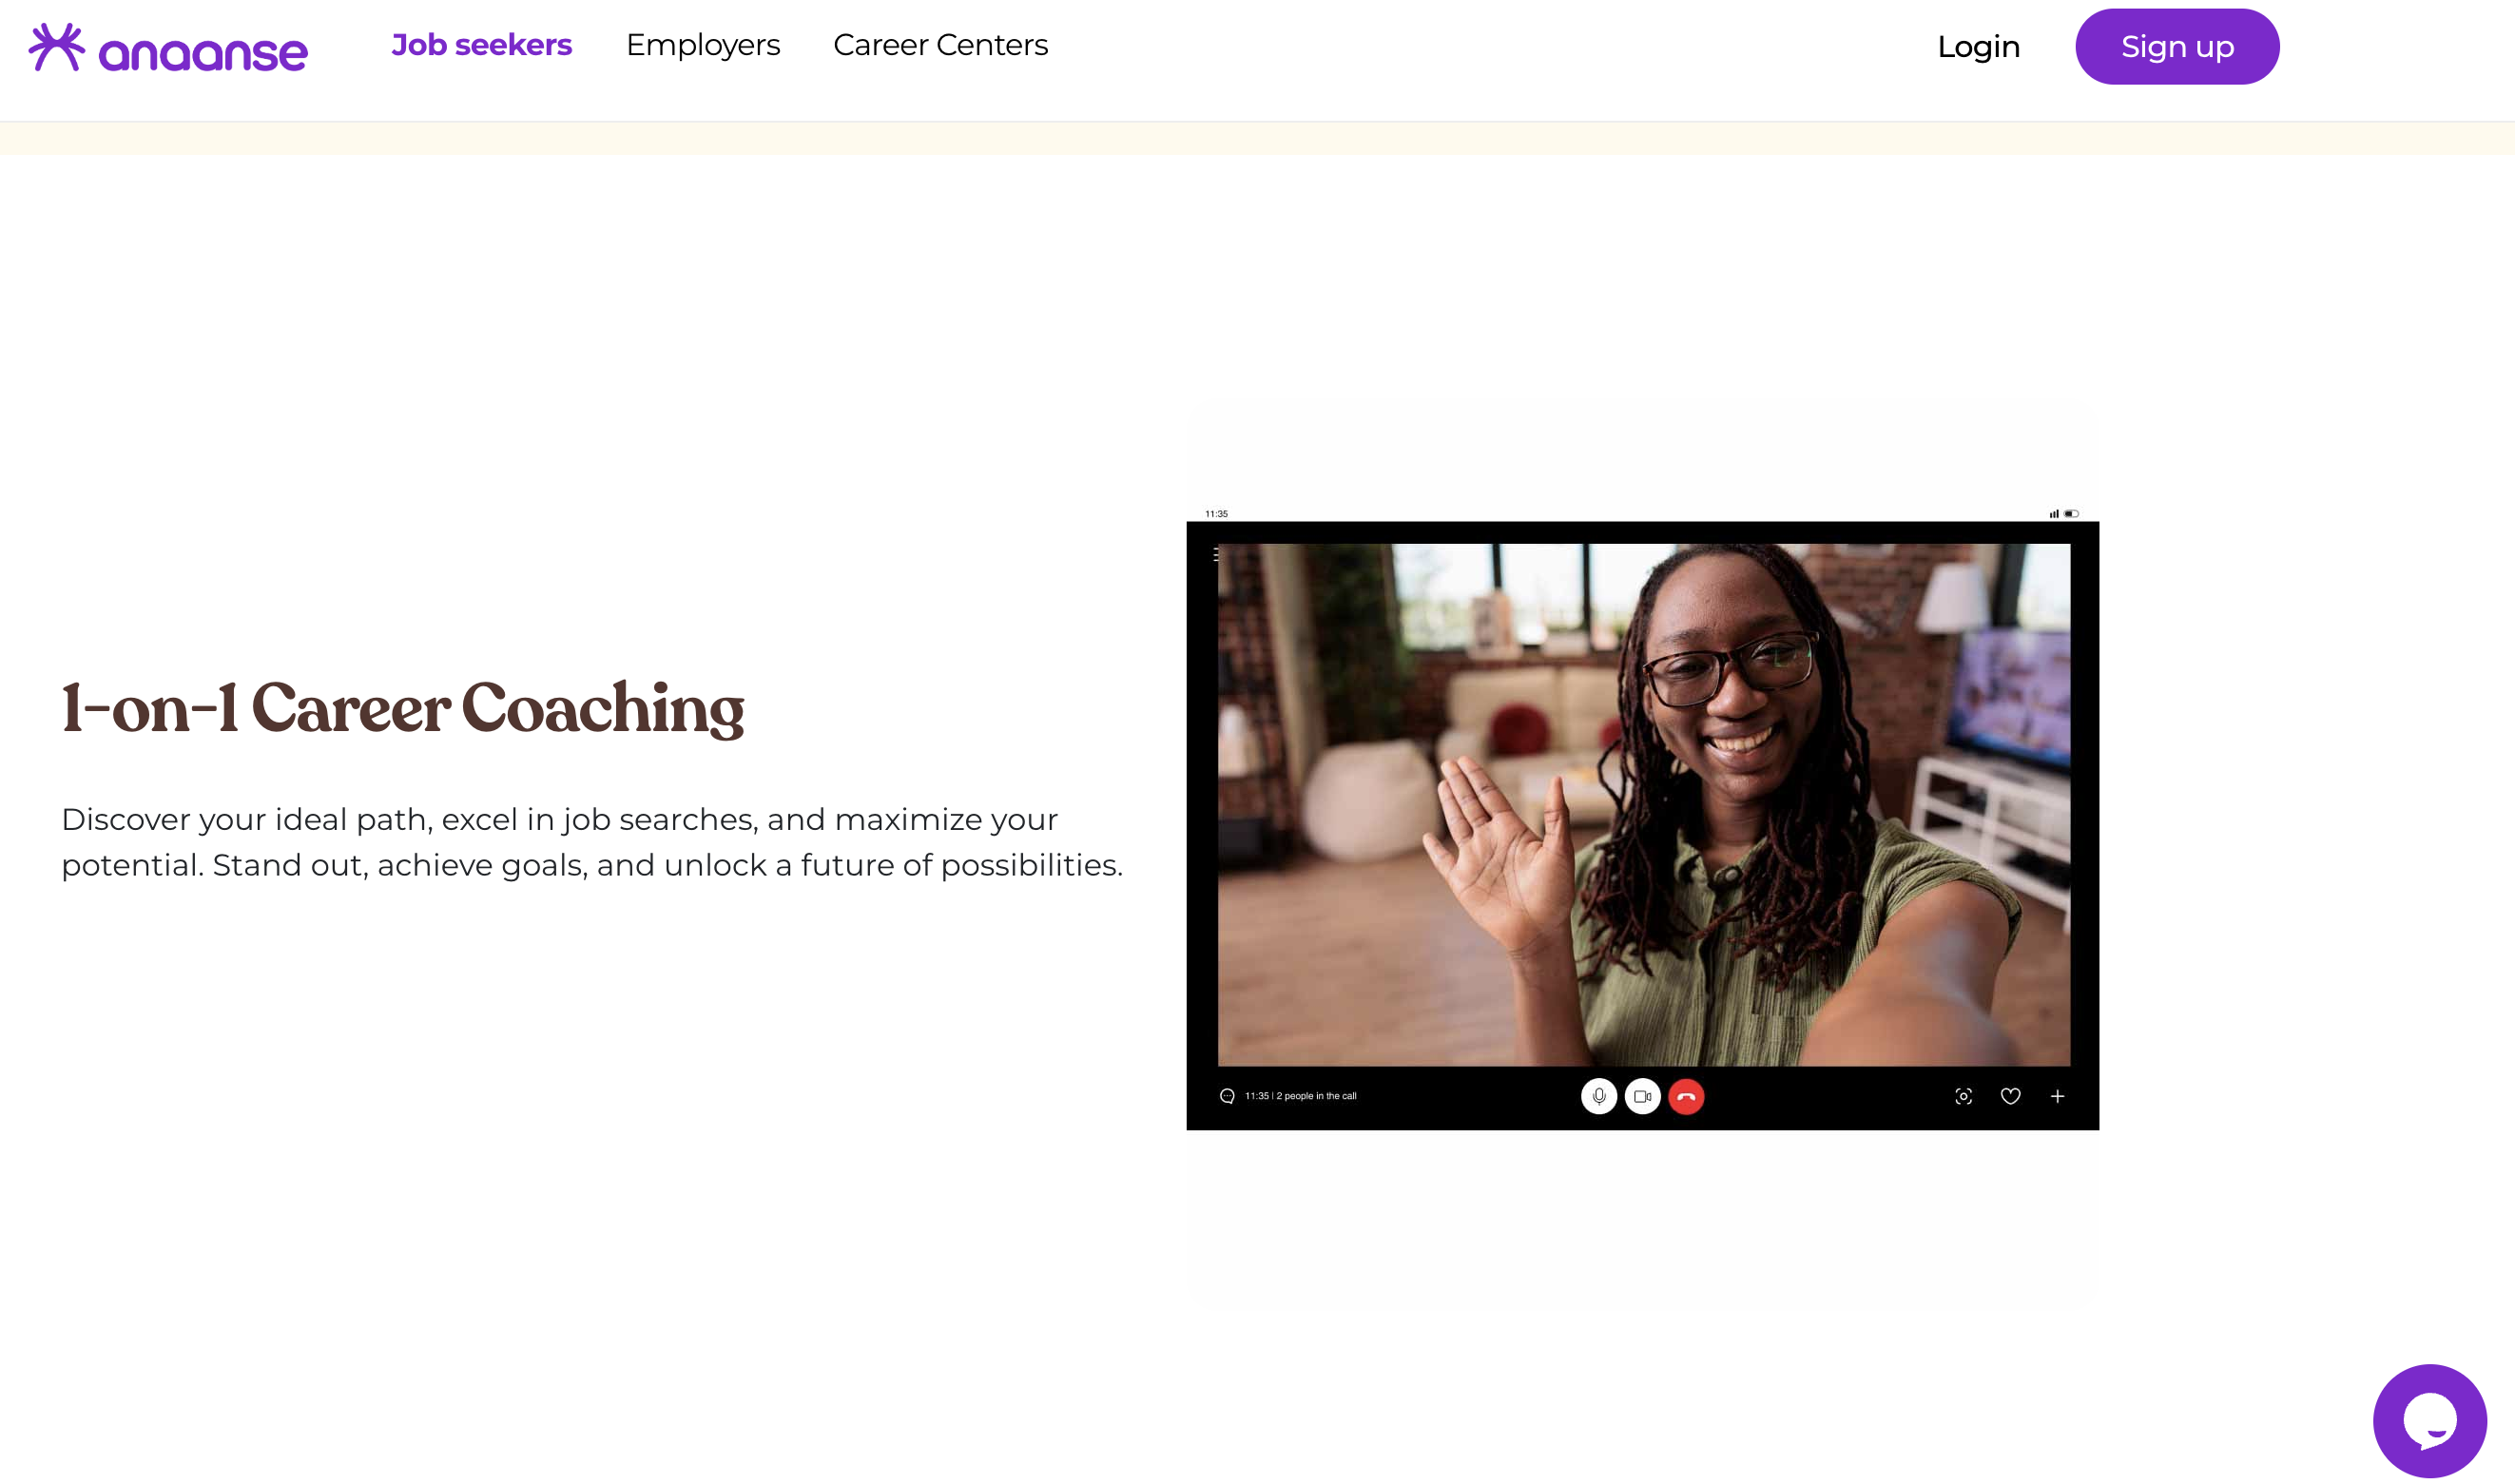 anaanse
Job seekers
Employers
Career Centers
Login
Sign up
11:35
1-on-1 Career Coaching
Discover your ideal path, excel in job searches, and maximize your
potential. Stand out, achieve goals, and unlock a future of possibilities.
11:35 | 2 people in the call